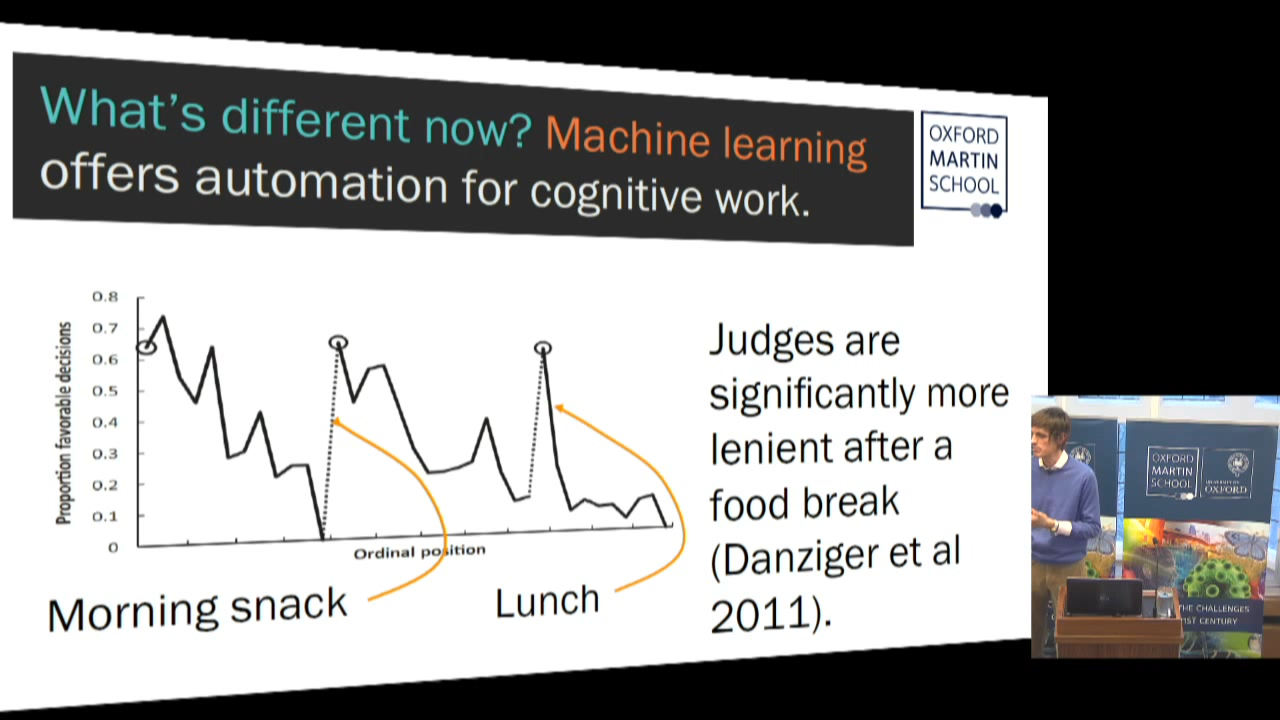 What's different now? Machine learning
offers automation for cognitive work.
OXFORD
MARTIN
SCHOOL
0.8
0.7
0.6
0.5
0.4
0.3
0.2
0.1
0
Proportion favorable decisions
Ordinal position
Morning snack
Lunch
Judges are
significantly more
lenient after a
food break
(Danziger et al
2011).
OXFORD
MARTIN
SCHOOL
UNIVERSITY OF
OXFORD
THE CHALLENGES
ST CENTURY